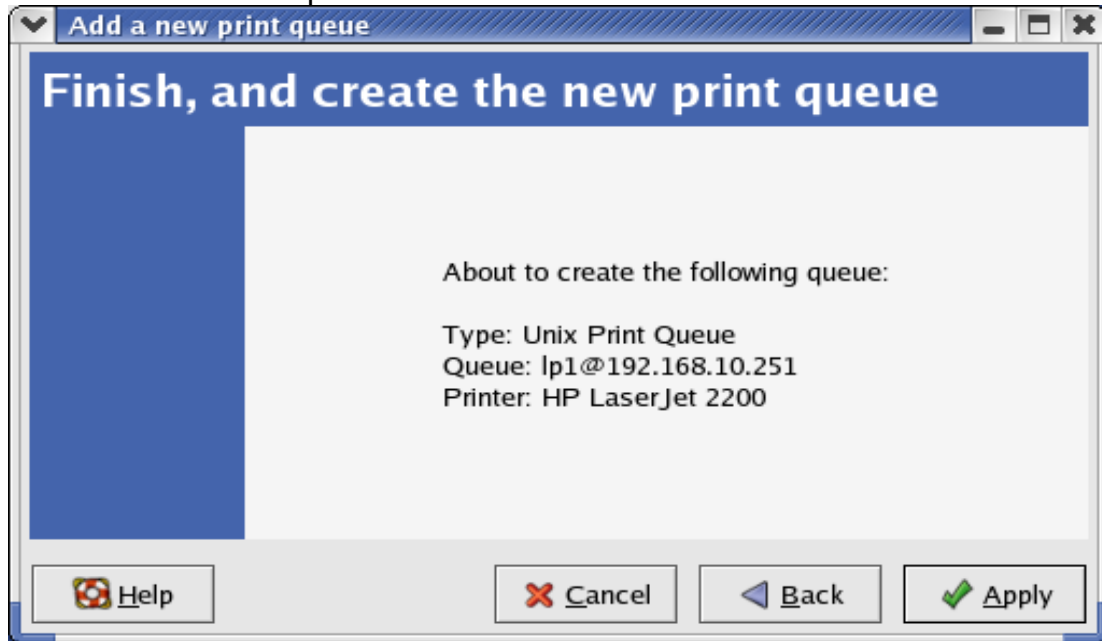 Add a new print queue
Finish, and create the new print queue
About to create the following queue:
Type: Unix Print Queue
Queue: lp1@192.168.10.251
Printer: HP LaserJet 2200
Help
Cancel
Back
Apply